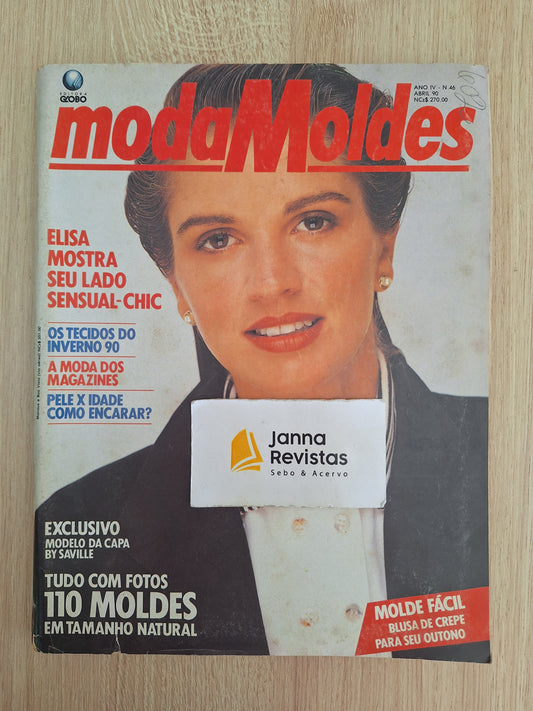 EDITORA
GLOBO
ANO IV - N 46
ABRIL 90
NCz$ 270,00
modaMoldes
ELISA
MOSTRA
SEU LADO
SENSUAL-CHIC
OS TECIDOS DO
INVERNO 90
A MODA DOS
MAGAZINES
PELE X IDADE
COMO ENCARAR?
Janna
Revistas
Sebo & Acervo
EXCLUSIVO
MODELO DA CAPA
BY SAVILLE
TUDO COM FOTOS
110 MOLDES
EM TAMANHO NATURAL
MOLDE FÁCIL
BLUSA DE CREPE
PARA SEU OUTONO